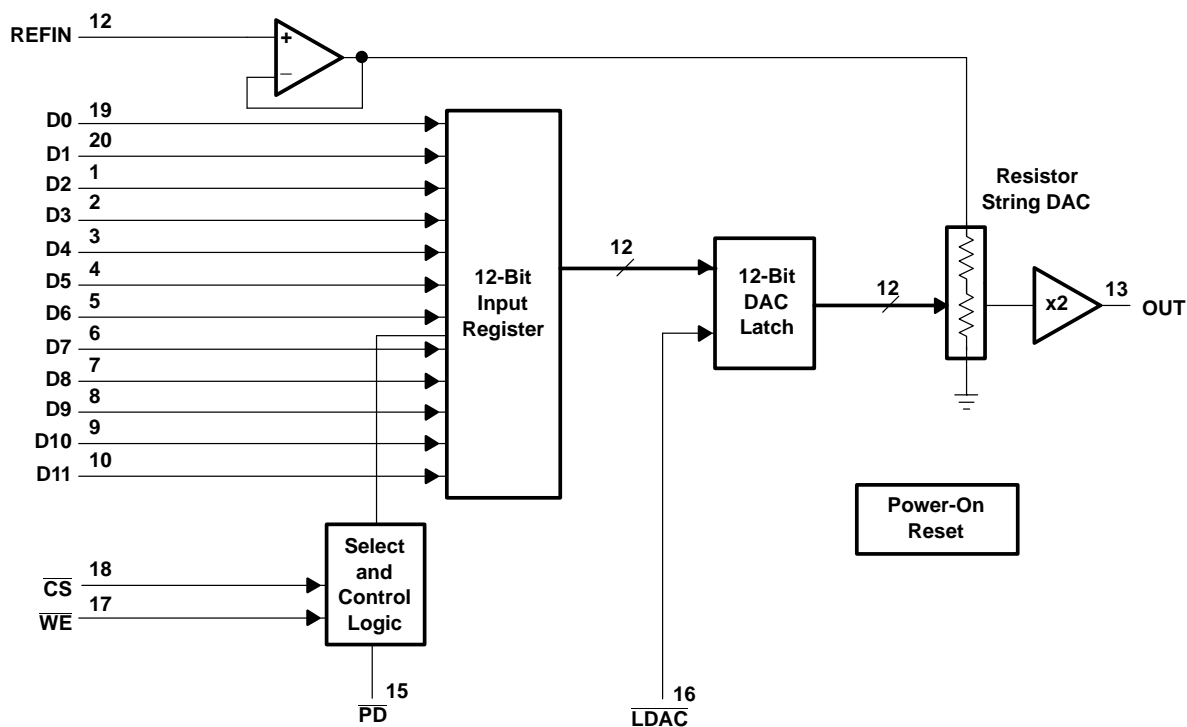 12
REFIN
+
−
19
D0
20
D1
1
D2
2
D3
3
D4
4
D5
5
D6
6
D7
7
D8
8
D9
9
D10
10
D11
12-Bit
Input
Register
12
12-Bit
DAC
Latch
12
Resistor
String DAC
x2
13
OUT
Power-On
Reset
Select
and
Control
Logic
18
CS
17
WE
15
PD
16
LDAC